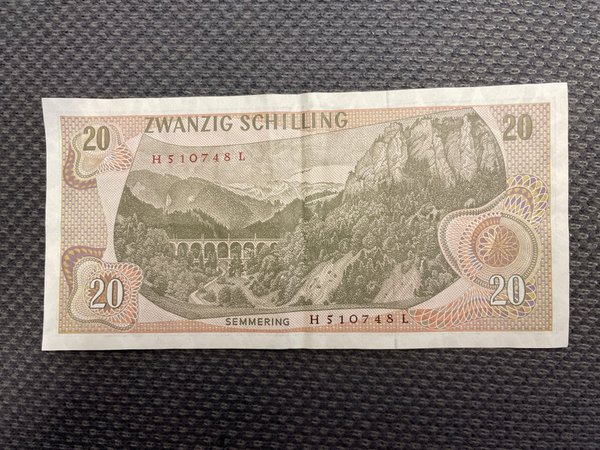 20 ZWANZIG SCHILLING 20
H 510748 L
20 SEMMERING H 510748 L 20